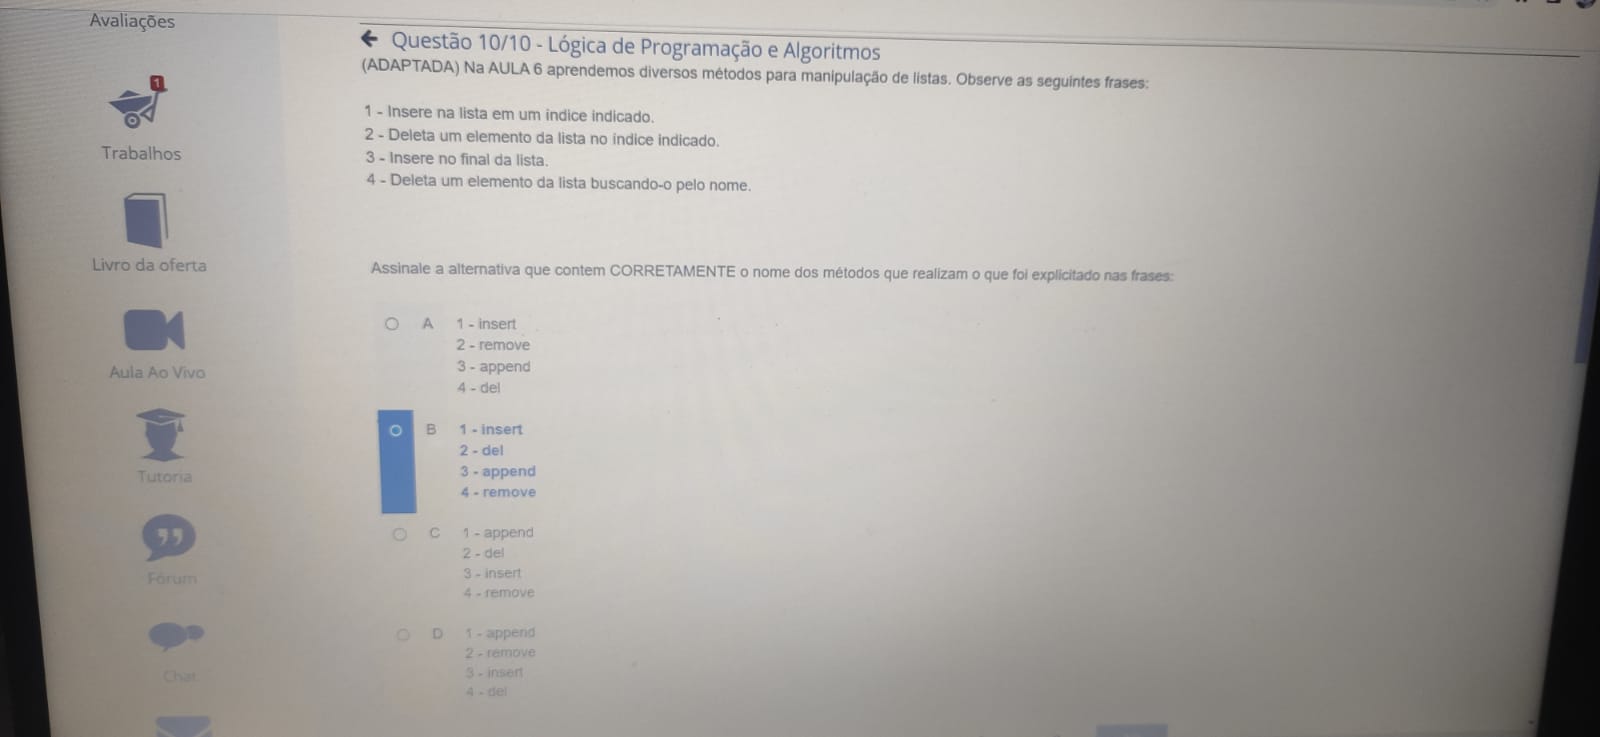 Avaliações
1
Trabalhos
Livro da oferta
Aula Ao Vivo
Tutoria
Fórum
Chat
Questão 10/10 - Lógica de Programação e Algoritmos
(ADAPTADA) Na AULA 6 aprendemos diversos métodos para manipulação de listas. Observe as seguintes frases:
1 - Insere na lista em um índice indicado.
2 - Deleta um elemento da lista no índice indicado.
3 - Insere no final da lista.
4 - Deleta um elemento da lista buscando-o pelo nome.
Assinale a alternativa que contem CORRETAMENTE o nome dos métodos que realizam o que foi explicitado nas frases:
A 1 - insert
2 - remove
3 - append
4 - del
B 1 - insert
2 - del
3 - append
4 - remove
C 1 - append
2 - del
3 - insert
4 - remove
D 1 - append
2 - remove
3 - insert
4 - del